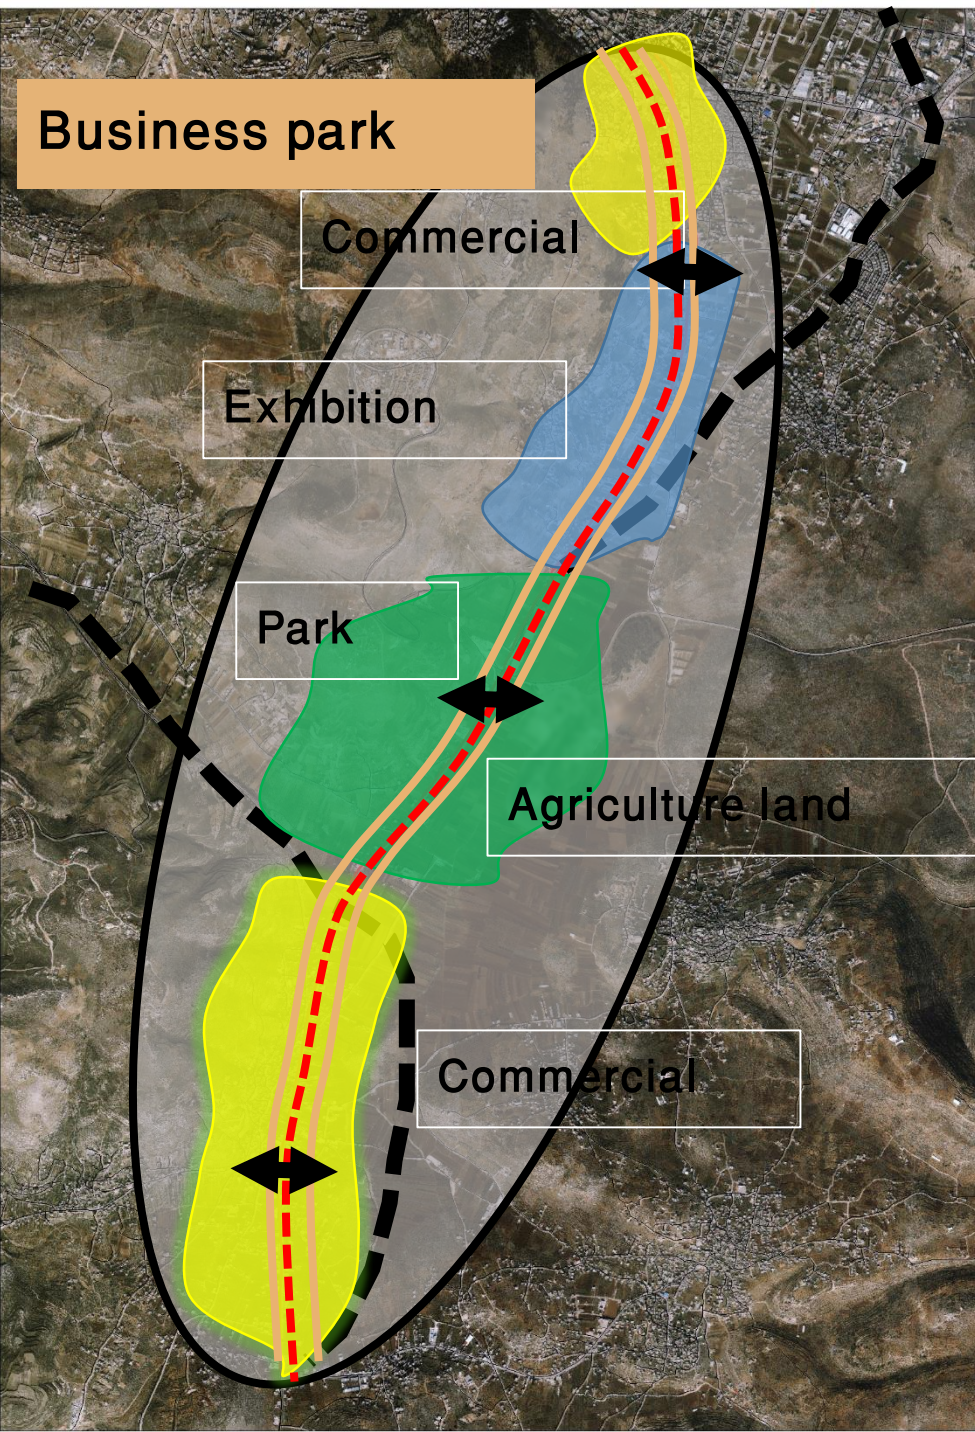 Business park
Commercial
Exhibition
Park
Agriculture land
Commercial